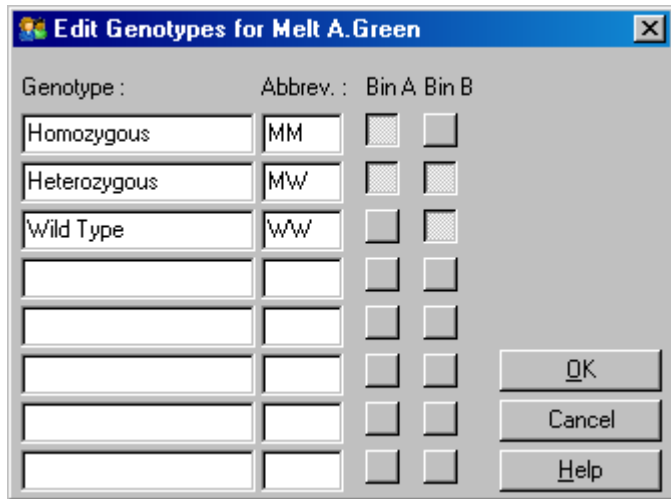 Edit Genotypes for Melt A.Green
Genotype : Abbrev. : Bin A Bin B
Homozygous MM
Heterozygous MW
Wild Type WW
OK
Cancel
Help